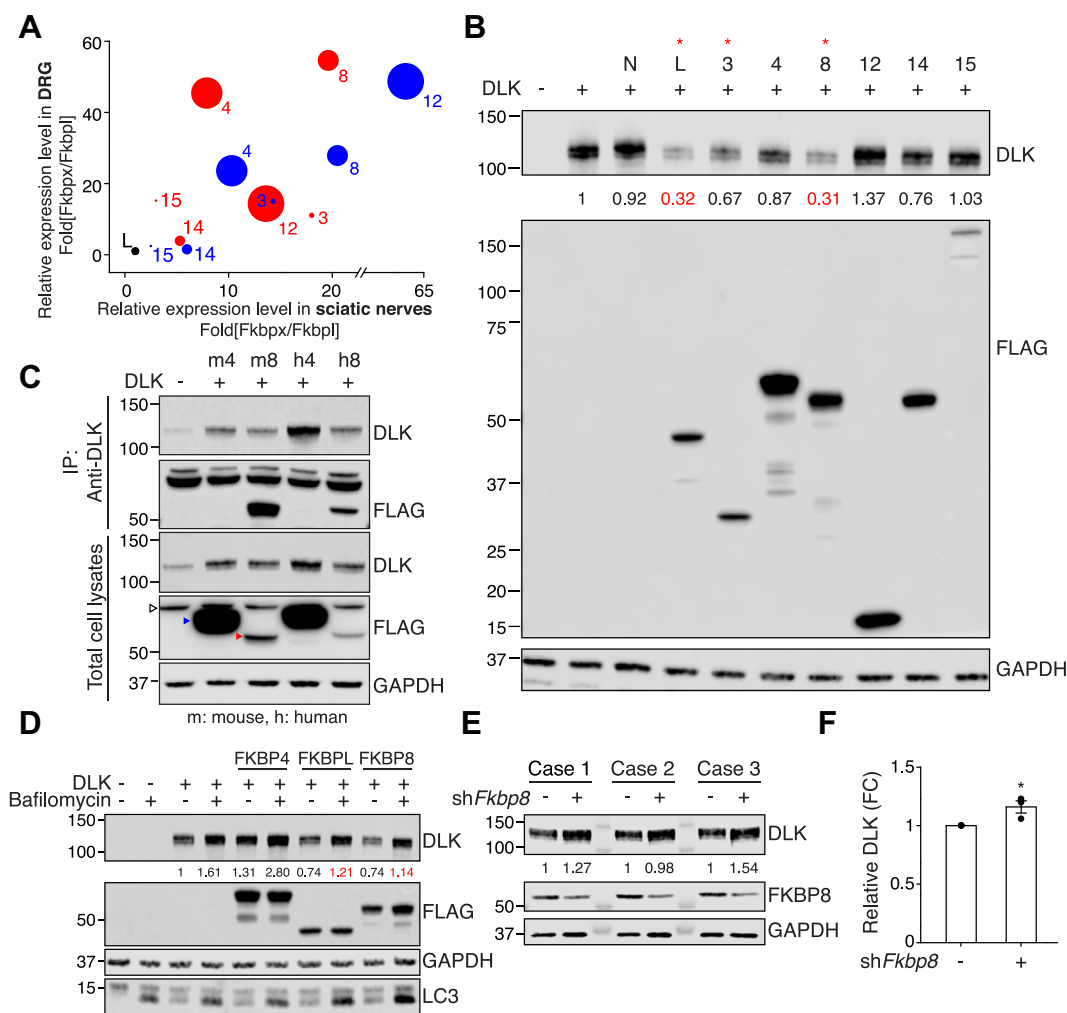 A
Relative expression level in DRG
Fold[Fkbpx/Fkbpl]
60
40
20
0
0 10 20 65
8
4
12
4
8
3
3
12
15
14
L
15
14
Relative expression level in sciatic nerves
Fold[Fkbpx/Fkbpl]
B
* * *
N L 3 4 8 12 14 15
DLK - + + + + + + + + +
150
100
DLK
1 0.92 0.32 0.67 0.87 0.31 1.37 0.76 1.03
150
100
75
50
37
25
20
15
FLAG
37
GAPDH
C
m4 m8 h4 h8
DLK - + + + +
IP:
Anti-DLK
150
100
DLK
50
FLAG
Total cell lysates
150
100
DLK
50
FLAG
37
GAPDH
m: mouse, h: human
D
FKBP4 FKBPL FKBP8
DLK - - + + + + + + + +
Bafilomycin - + - + - + - + - +
150
100
DLK
1 1.61 1.31 2.80 0.74 1.21 0.74 1.14
50
FLAG
37
GAPDH
15
LC3
E
Case 1 Case 2 Case 3
shFkbp8 - + - + - +
150
100
DLK
1 1.27 1 0.98 1 1.54
50
FKBP8
37
GAPDH
F
Relative DLK (FC)
1.5
1
0.5
0
*
shFkbp8 - +